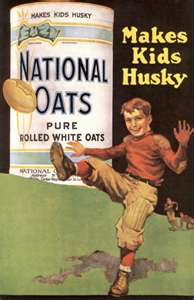 MAKES KIDS HUSKY
NATIONAL
OATS
PURE
ROLLED WHITE OATS
NATIONAL
Makes
Kids
Husky